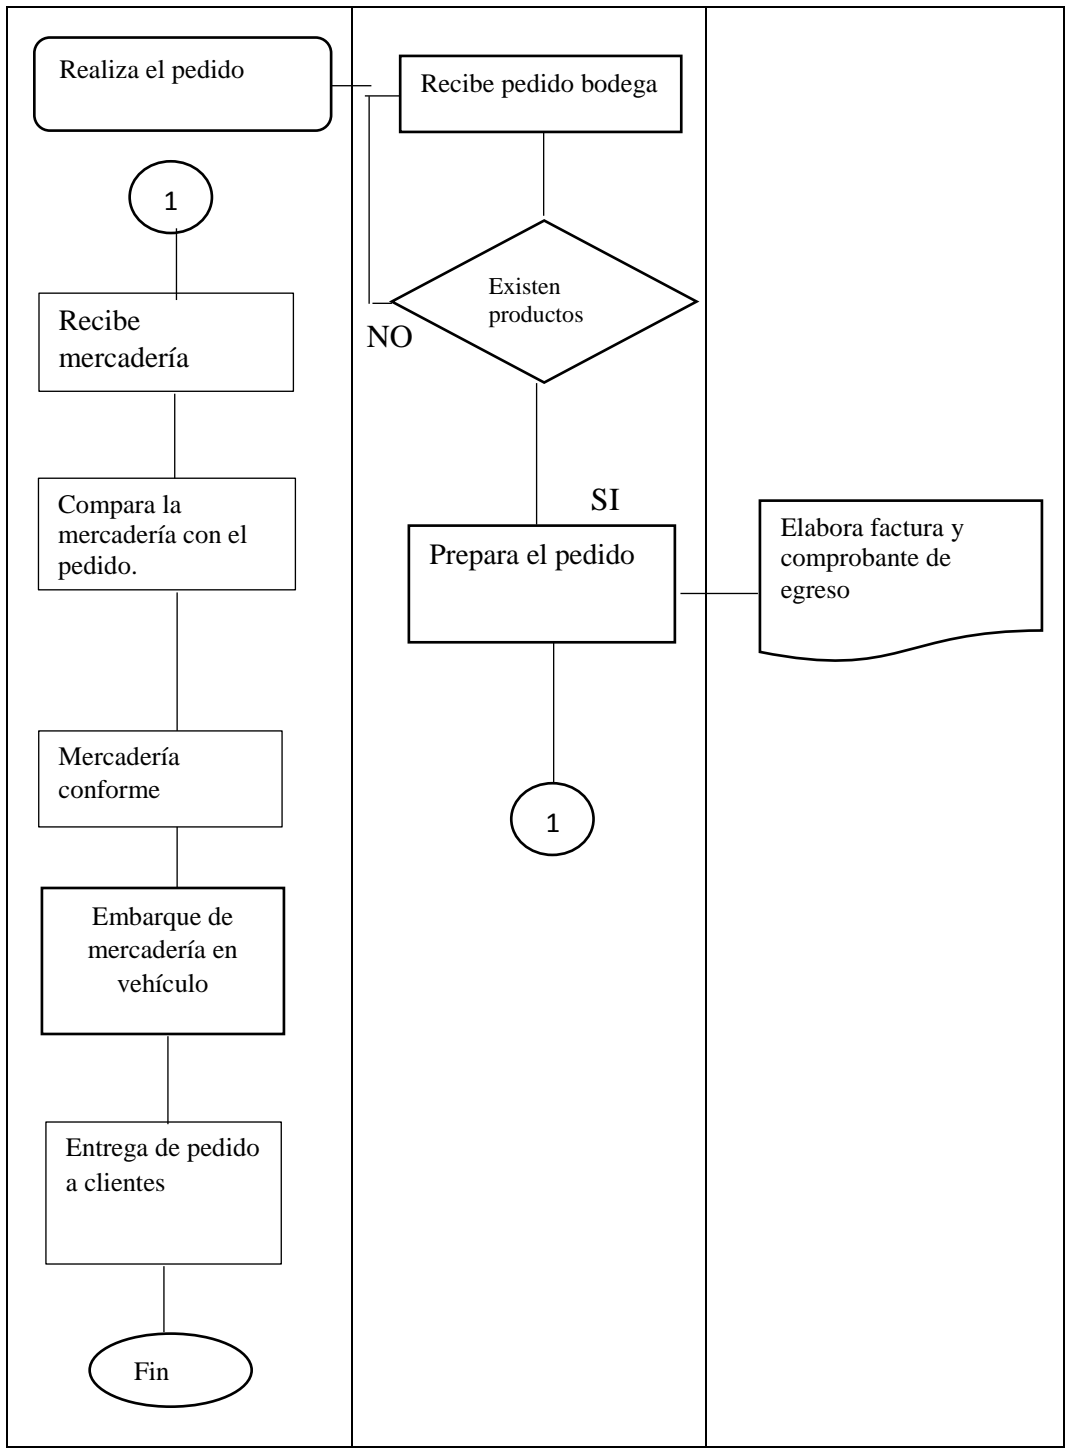 Realiza el pedido
1
Recibe
mercadería
Compara la
mercadería con el
pedido.
Mercadería
conforme
Embarque de
mercadería en
vehículo
Entrega de pedido
a clientes
Fin
Recibe pedido bodega
Existen
productos
NO
SI
Prepara el pedido
1
Elabora factura y
comprobante de
egreso